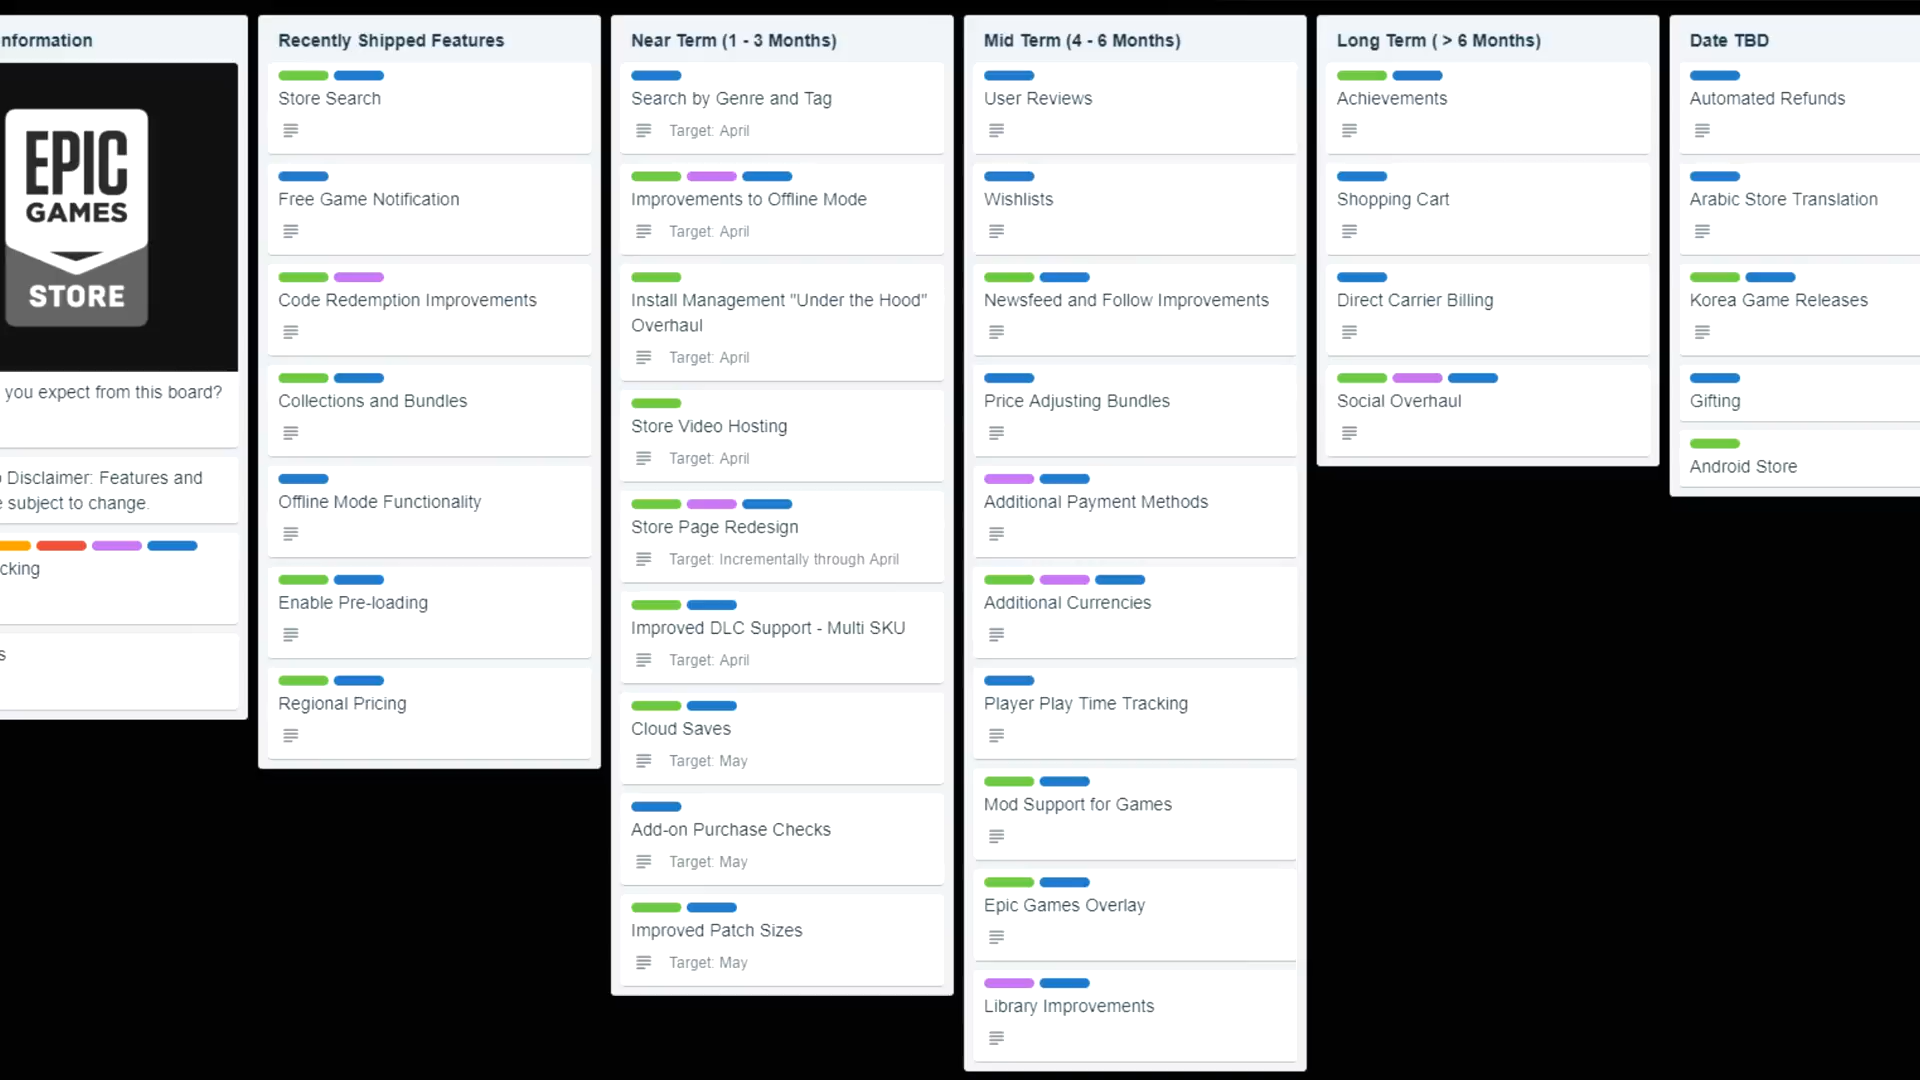 nformation
EPIC
GAMES
STORE
you expect from this board?
Disclaimer: Features and
e subject to change.
cking
s
Recently Shipped Features
Store Search
Free Game Notification
Code Redemption Improvements
Collections and Bundles
Offline Mode Functionality
Enable Pre-loading
Regional Pricing
Near Term (1 - 3 Months)
Search by Genre and Tag
Target: April
Improvements to Offline Mode
Target: April
Install Management "Under the Hood"
Overhaul
Target: April
Store Video Hosting
Target: April
Store Page Redesign
Target: Incrementally through April
Improved DLC Support - Multi SKU
Target: April
Cloud Saves
Target: May
Add-on Purchase Checks
Target: May
Improved Patch Sizes
Target: May
Mid Term (4 - 6 Months)
User Reviews
Wishlists
Newsfeed and Follow Improvements
Price Adjusting Bundles
Additional Payment Methods
Additional Currencies
Player Play Time Tracking
Mod Support for Games
Epic Games Overlay
Library Improvements
Long Term ( > 6 Months)
Achievements
Shopping Cart
Direct Carrier Billing
Social Overhaul
Date TBD
Automated Refunds
Arabic Store Translation
Korea Game Releases
Gifting
Android Store